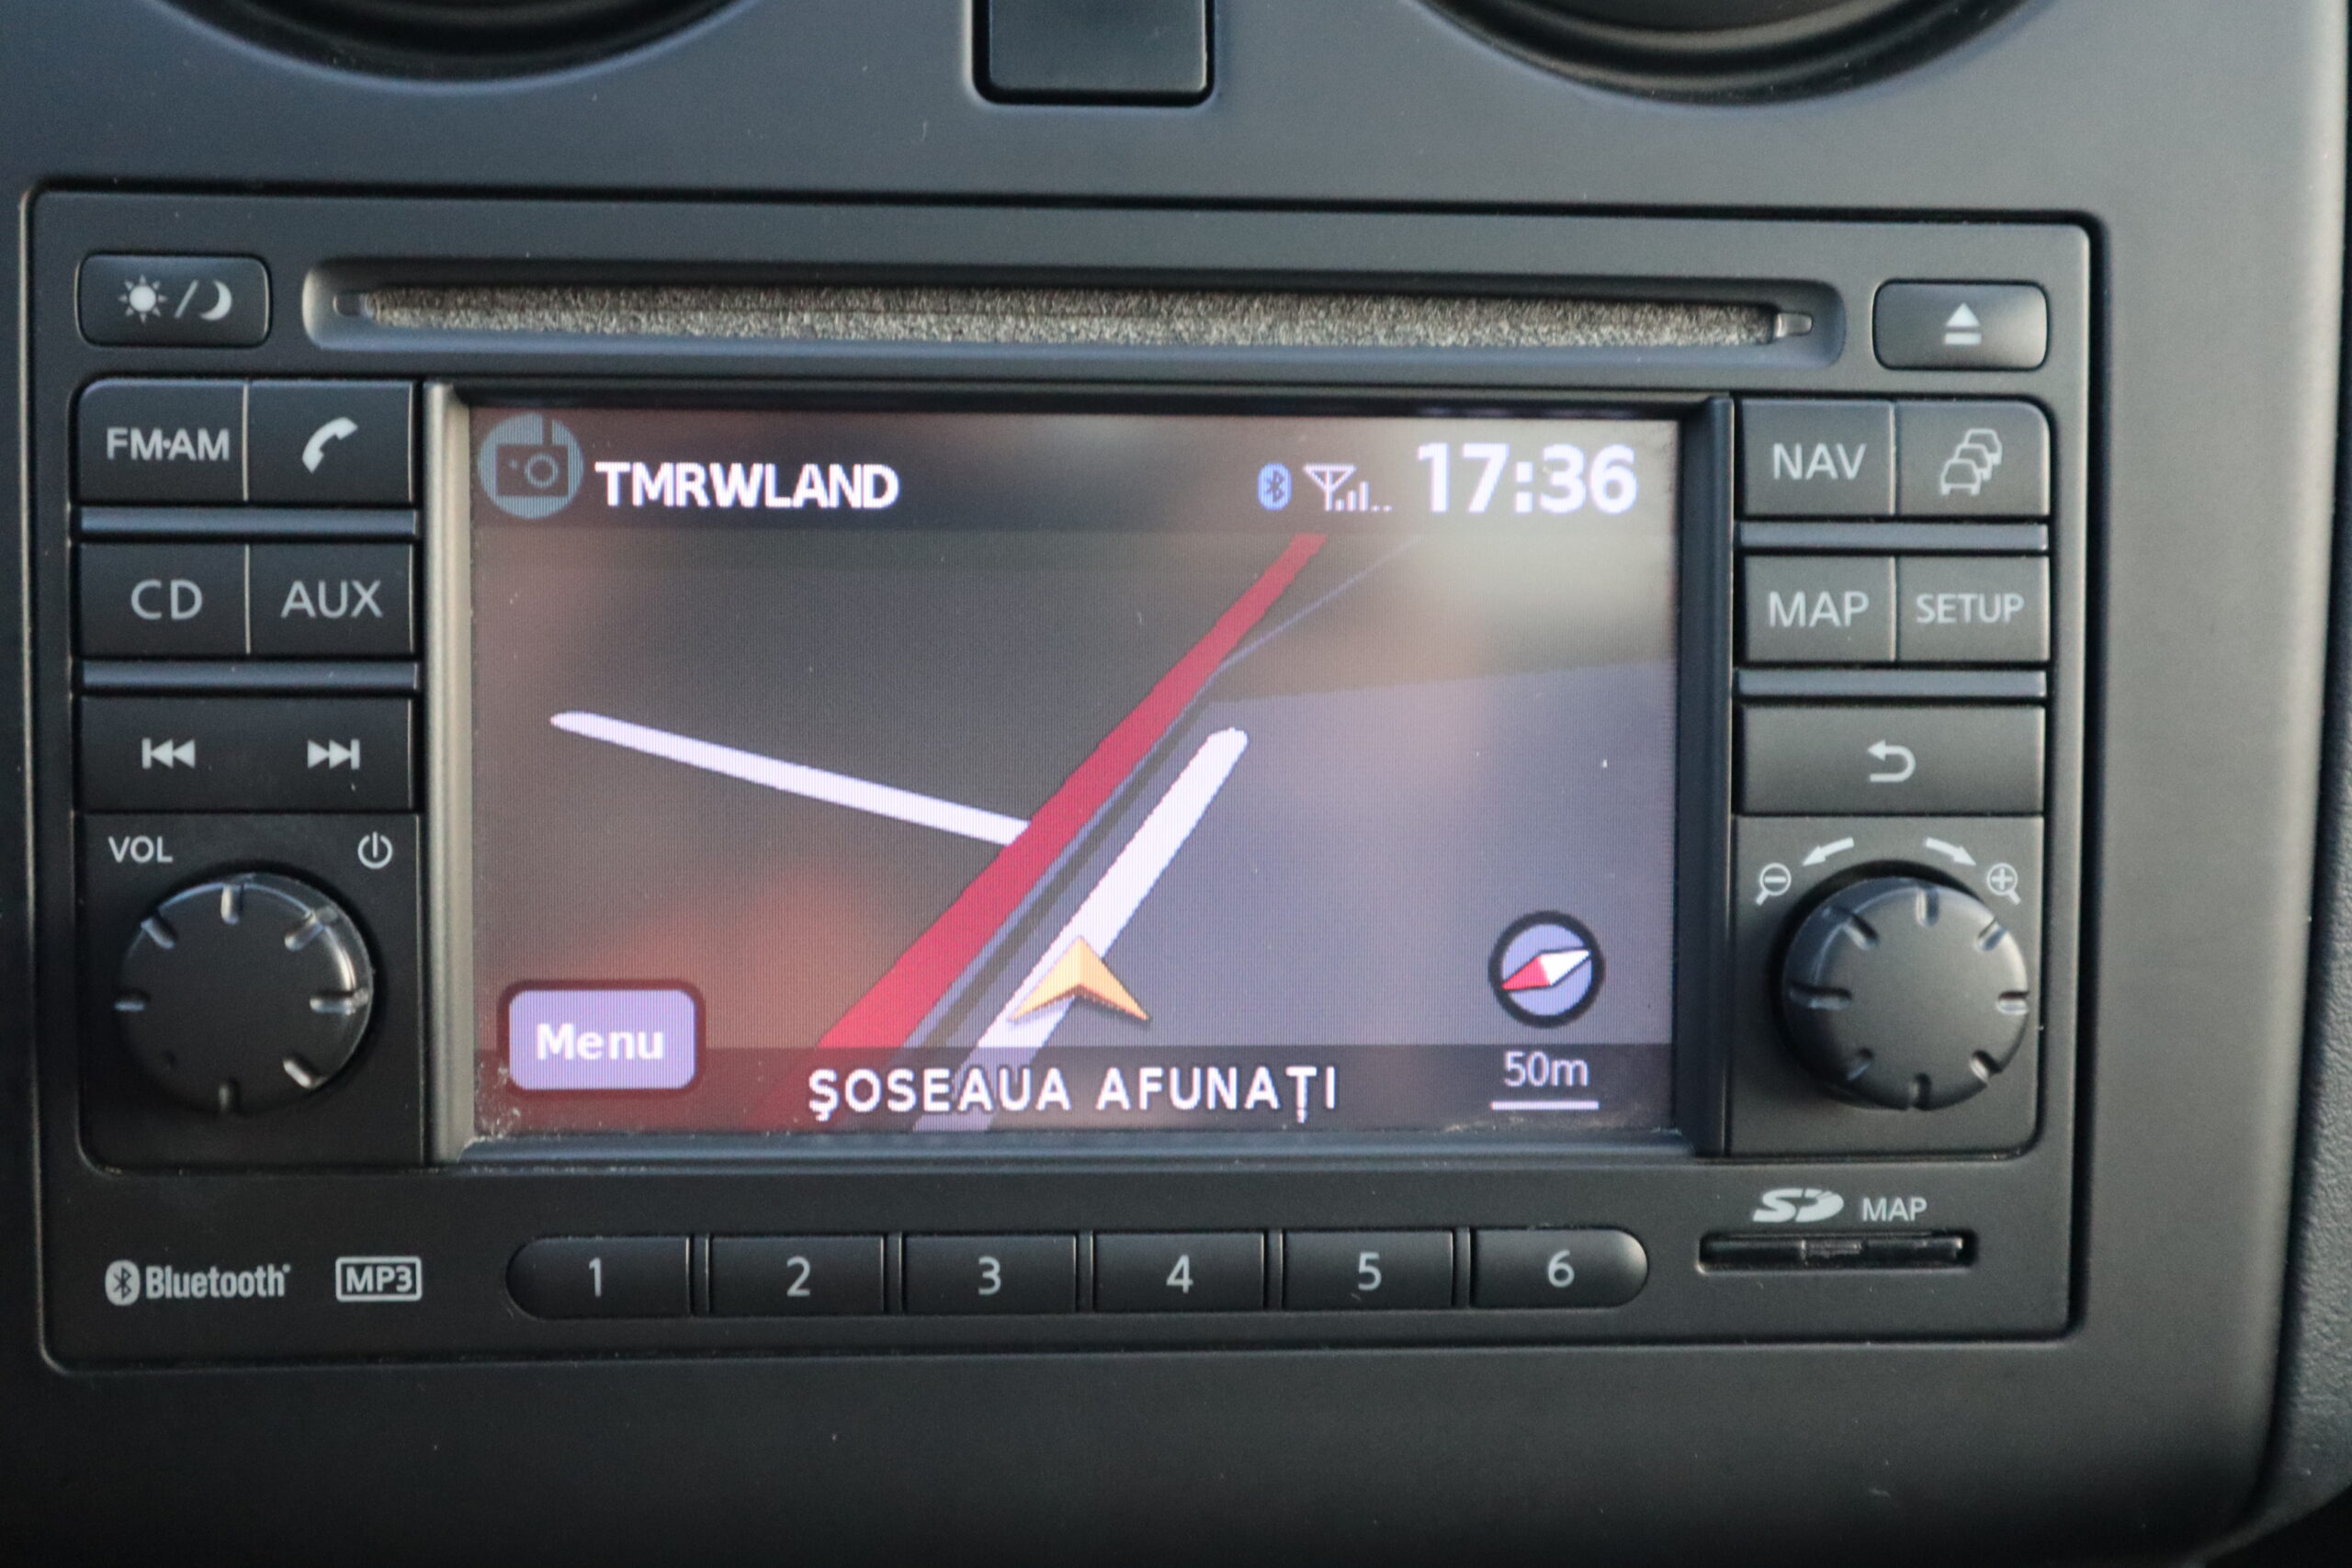 FM·AM
TMRWLAND
17:36
NAV
CD
AUX
MAP
SETUP
VOL
Menu
ŞOSEAUA AFUNAŢI
50m
SD MAP
Bluetooth
MP3
1
2
3
4
5
6